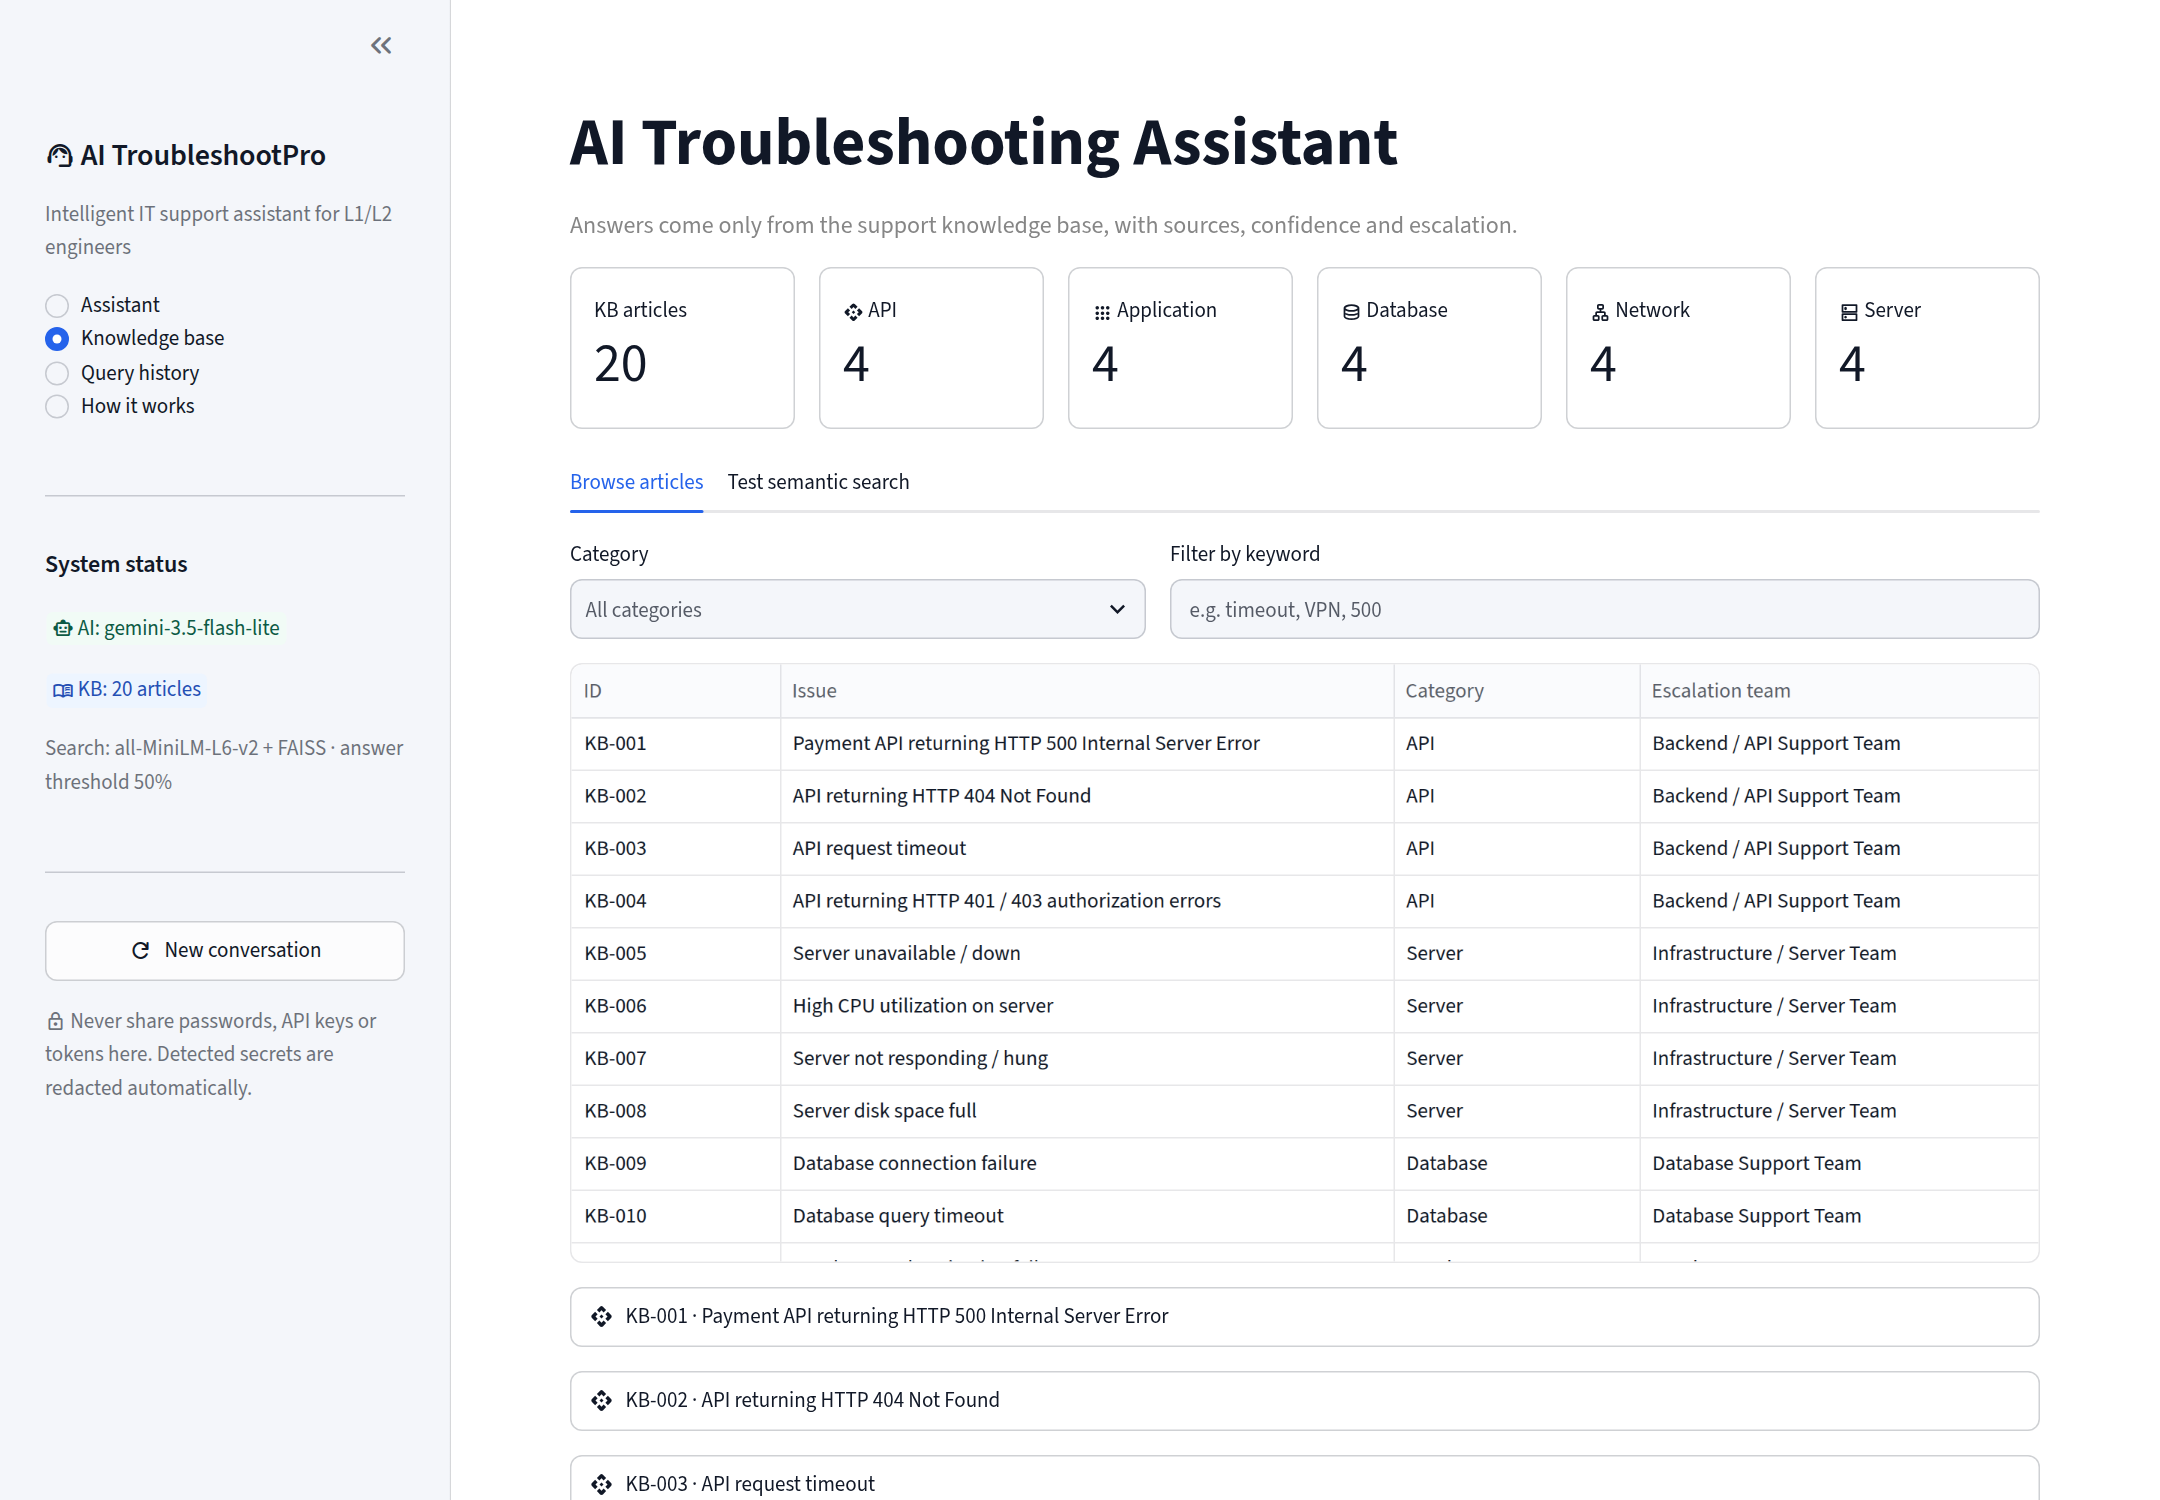 AI TroubleshootPro
Intelligent IT support assistant for L1/L2
engineers
Assistant
Knowledge base
Query history
How it works
System status
AI: gemini-3.5-flash-lite
KB: 20 articles
Search: all-MiniLM-L6-v2 + FAISS · answer
threshold 50%
New conversation
Never share passwords, API keys or
tokens here. Detected secrets are
redacted automatically.
AI Troubleshooting Assistant
Answers come only from the support knowledge base, with sources, confidence and escalation.
KB articles
20
API
4
Application
4
Database
4
Network
4
Server
4
Browse articles Test semantic search
Category
All categories
Filter by keyword
e.g. timeout, VPN, 500
ID Issue Category Escalation team
KB-001 Payment API returning HTTP 500 Internal Server Error API Backend / API Support Team
KB-002 API returning HTTP 404 Not Found API Backend / API Support Team
KB-003 API request timeout API Backend / API Support Team
KB-004 API returning HTTP 401 / 403 authorization errors API Backend / API Support Team
KB-005 Server unavailable / down Server Infrastructure / Server Team
KB-006 High CPU utilization on server Server Infrastructure / Server Team
KB-007 Server not responding / hung Server Infrastructure / Server Team
KB-008 Server disk space full Server Infrastructure / Server Team
KB-009 Database connection failure Database Database Support Team
KB-010 Database query timeout Database Database Support Team
KB-001 · Payment API returning HTTP 500 Internal Server Error
KB-002 · API returning HTTP 404 Not Found
KB-003 · API request timeout